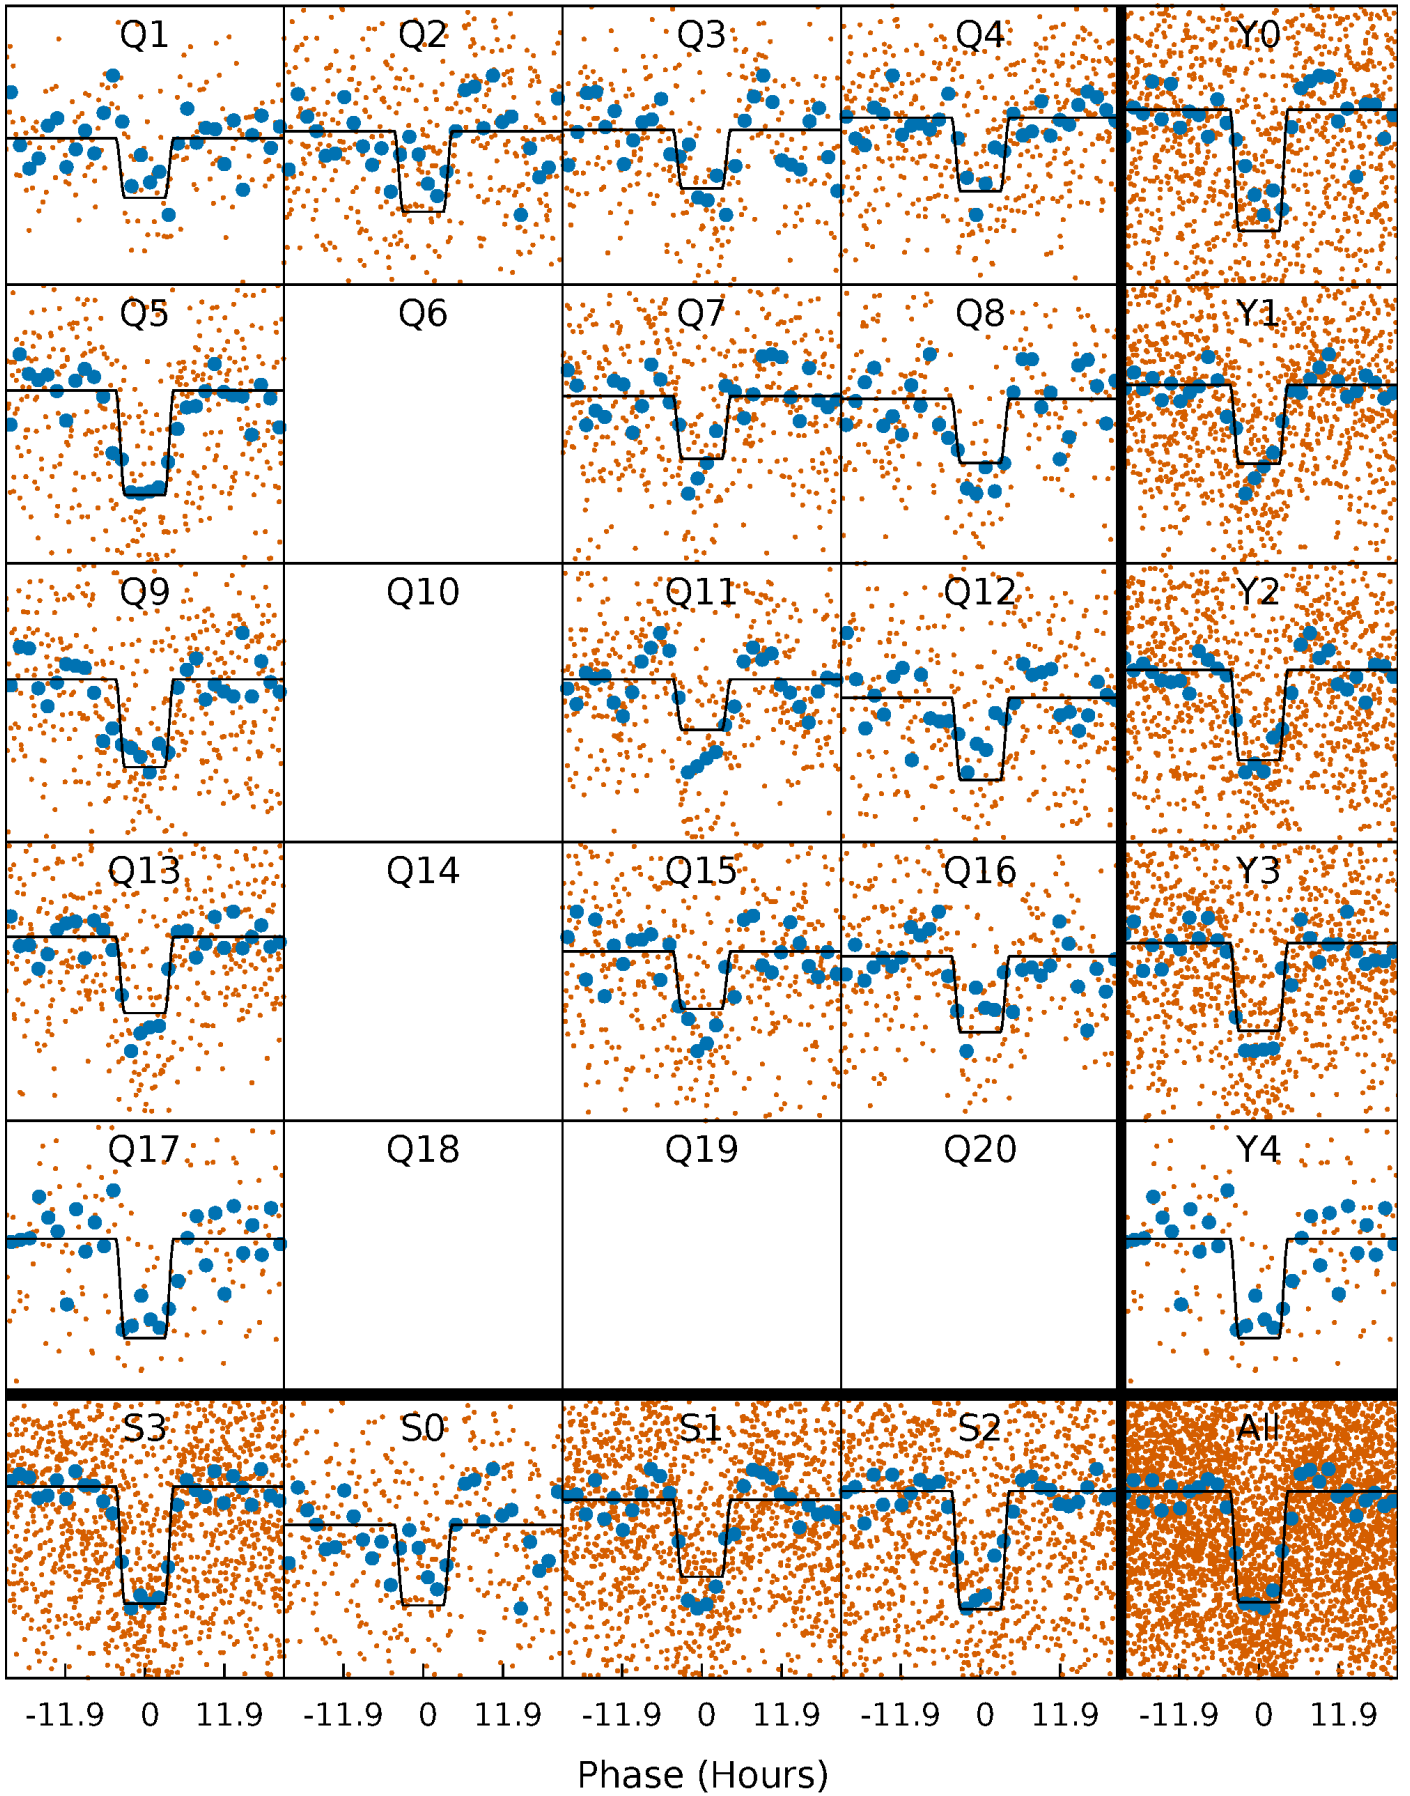 Q1 Q2 Q3 Q4 Y0
Q5 Q6 Q7 Q8 Y1
Q9 Q10 Q11 Q12 Y2
Q13 Q14 Q15 Q16 Y3
Q17 Q18 Q19 Q20 Y4
S3 S0 S1 S2 All
-11.9 0 11.9 -11.9 0 11.9 -11.9 0 11.9 -11.9 0 11.9 -11.9 0 11.9
Phase (Hours)